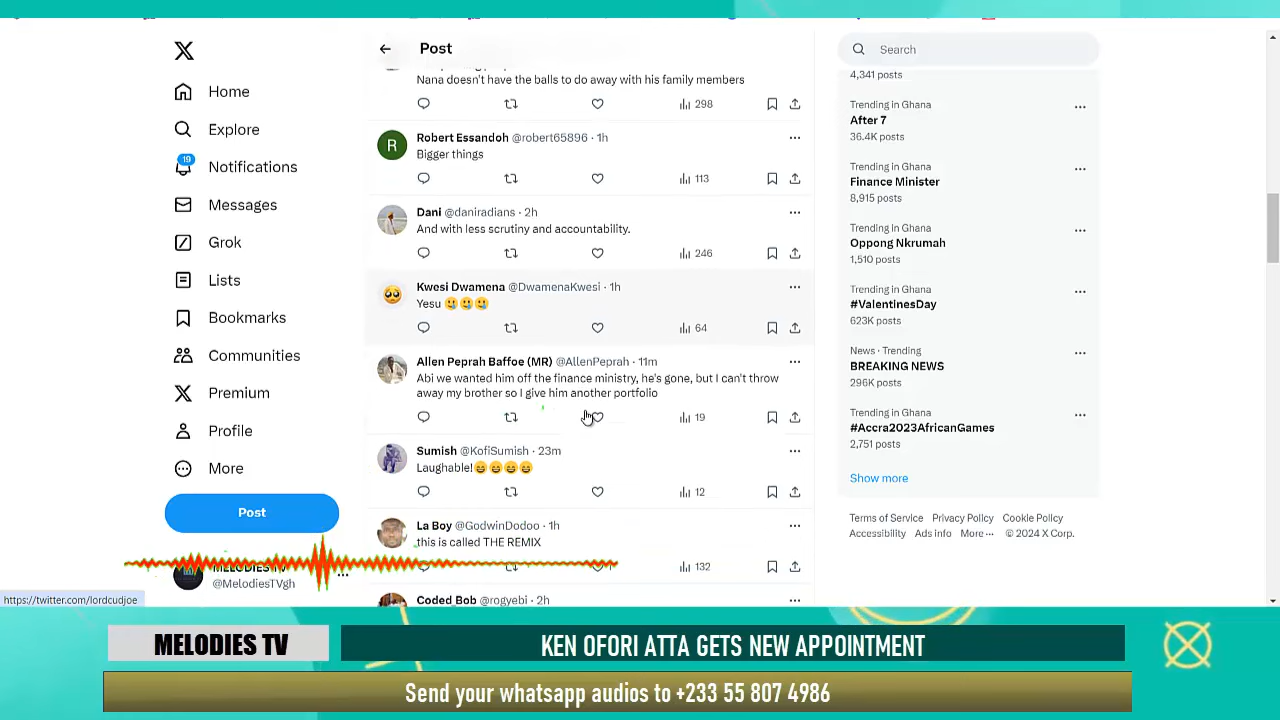 Post
Search
Home
Explore
19
Notifications
Messages
Grok
Lists
Bookmarks
Communities
Premium
Profile
More
Post
@MelodiesTVgh
Nana doesn't have the balls to do away with his family members
298
R
Robert Essandoh @robert65896 · 1h
Bigger things
113
Dani @daniradians · 2h
And with less scrutiny and accountability.
246
Kwesi Dwamena @DwamenaKwesi · 1h
Yesu 🥲🥲🥲
64
Allen Peprah Baffoe (MR) @AllenPeprah · 11m
Abi we wanted him off the finance ministry, he's gone, but I can't throw
away my brother so I give him another portfolio
19
Sumish @KofiSumish · 23m
Laughable!😄😄😄😄
12
La Boy @GodwinDodoo · 1h
this is called THE REMIX
132
Coded_Bob @rogyebi · 2h
4,341 posts
Trending in Ghana
After 7
36.4K posts
Trending in Ghana
Finance Minister
8,915 posts
Trending in Ghana
Oppong Nkrumah
1,510 posts
Trending in Ghana
#ValentinesDay
623K posts
News · Trending
BREAKING NEWS
296K posts
Trending in Ghana
#Accra2023AfricanGames
2,751 posts
Show more
Terms of Service Privacy Policy Cookie Policy
Accessibility Ads info More ··· © 2024 X Corp.
https://twitter.com/lordcudjoe
MELODIES TV
KEN OFORI ATTA GETS NEW APPOINTMENT
Send your whatsapp audios to +233 55 807 4986